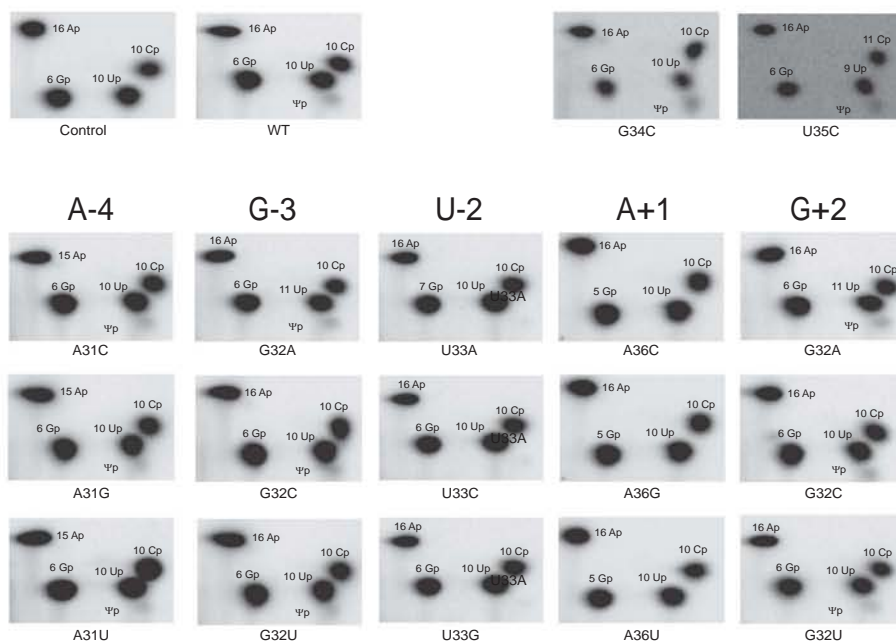 16 Ap
10 Cp
6 Gp
10 Up
Control
16 Ap
10 Cp
6 Gp
10 Up
Ψp
WT
16 Ap
10 Cp
6 Gp
10 Up
Ψp
G34C
16 Ap
11 Cp
6 Gp
9 Up
Ψp
U35C
A-4
G-3
U-2
A+1
G+2
15 Ap
10 Cp
6 Gp
10 Up
Ψp
A31C
16 Ap
10 Cp
6 Gp
11 Up
Ψp
G32A
16 Ap
10 Cp
7 Gp
10 Up
U33A
U33A
16 Ap
10 Cp
5 Gp
10 Up
A36C
16 Ap
10 Cp
6 Gp
11 Up
Ψp
G32A
15 Ap
10 Cp
6 Gp
10 Up
Ψp
A31G
16 Ap
10 Cp
6 Gp
10 Up
Ψp
G32C
16 Ap
10 Cp
6 Gp
10 Up
U33A
U33C
16 Ap
10 Cp
5 Gp
10 Up
A36G
16 Ap
10 Cp
6 Gp
10 Up
Ψp
G32C
15 Ap
10 Cp
6 Gp
10 Up
Ψp
A31U
16 Ap
10 Cp
6 Gp
10 Up
Ψp
G32U
16 Ap
10 Cp
6 Gp
10 Up
U33A
U33G
16 Ap
10 Cp
5 Gp
10 Up
A36U
16 Ap
10 Cp
6 Gp
10 Up
Ψp
G32U